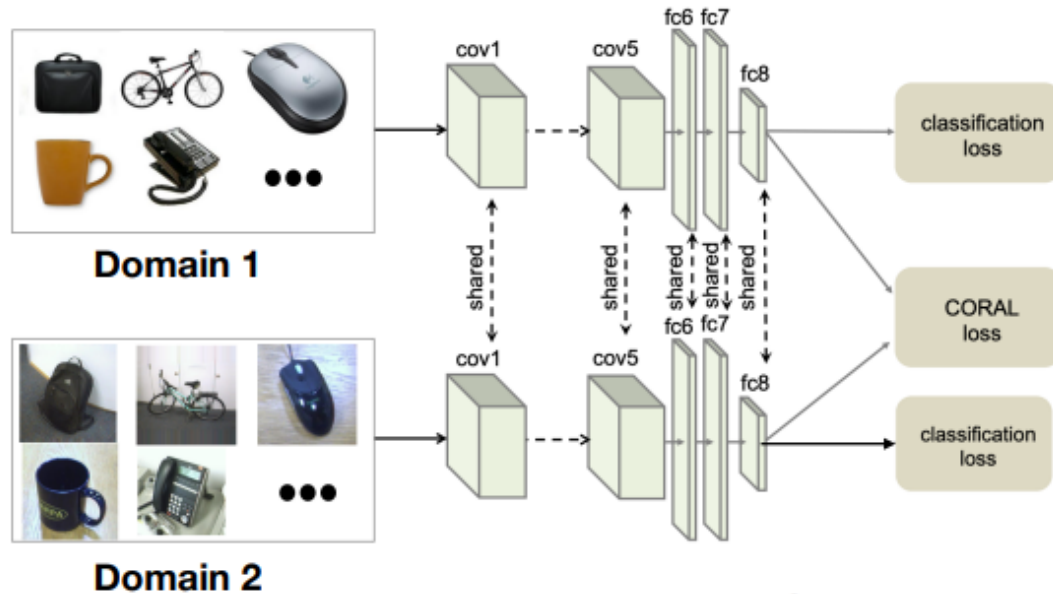 fc6 fc7
cov1
cov5
fc8
classification
loss
Domain 1
shared
shared
shared
shared
shared
CORAL
loss
fc6 fc7
cov1
cov5
fc8
classification
loss
Domain 2